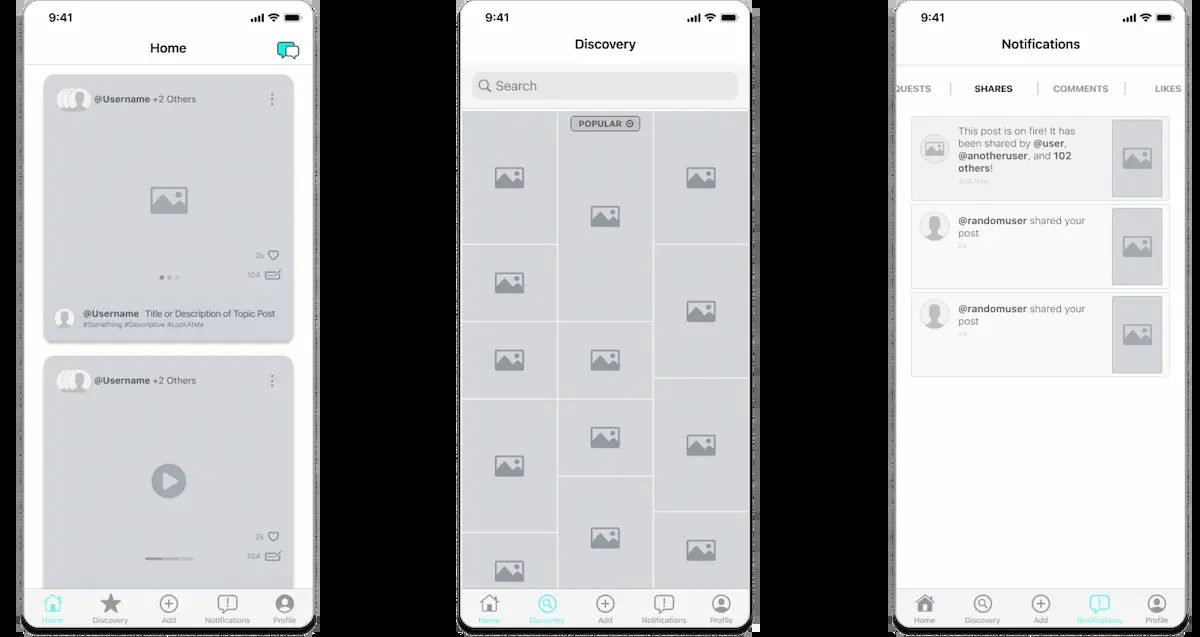 9:41
Home
@Username +2 Others
2k
104
@Username Title or Description of Topic Post
#Something #Descriptive #LookAtMe
@Username +2 Others
2k
104
Home
Discovery
Add
Notifications
Profile
9:41
Discovery
Search
POPULAR
Home
Discovery
Add
Notifications
Profile
9:41
Notifications
QUESTS
SHARES
COMMENTS
LIKES
This post is on fire! It has
been shared by @user,
@anotheruser, and 102
others!
Just Now
@randomuser shared your
post
2d
@randomuser shared your
post
2d
Home
Discovery
Add
Notifications
Profile